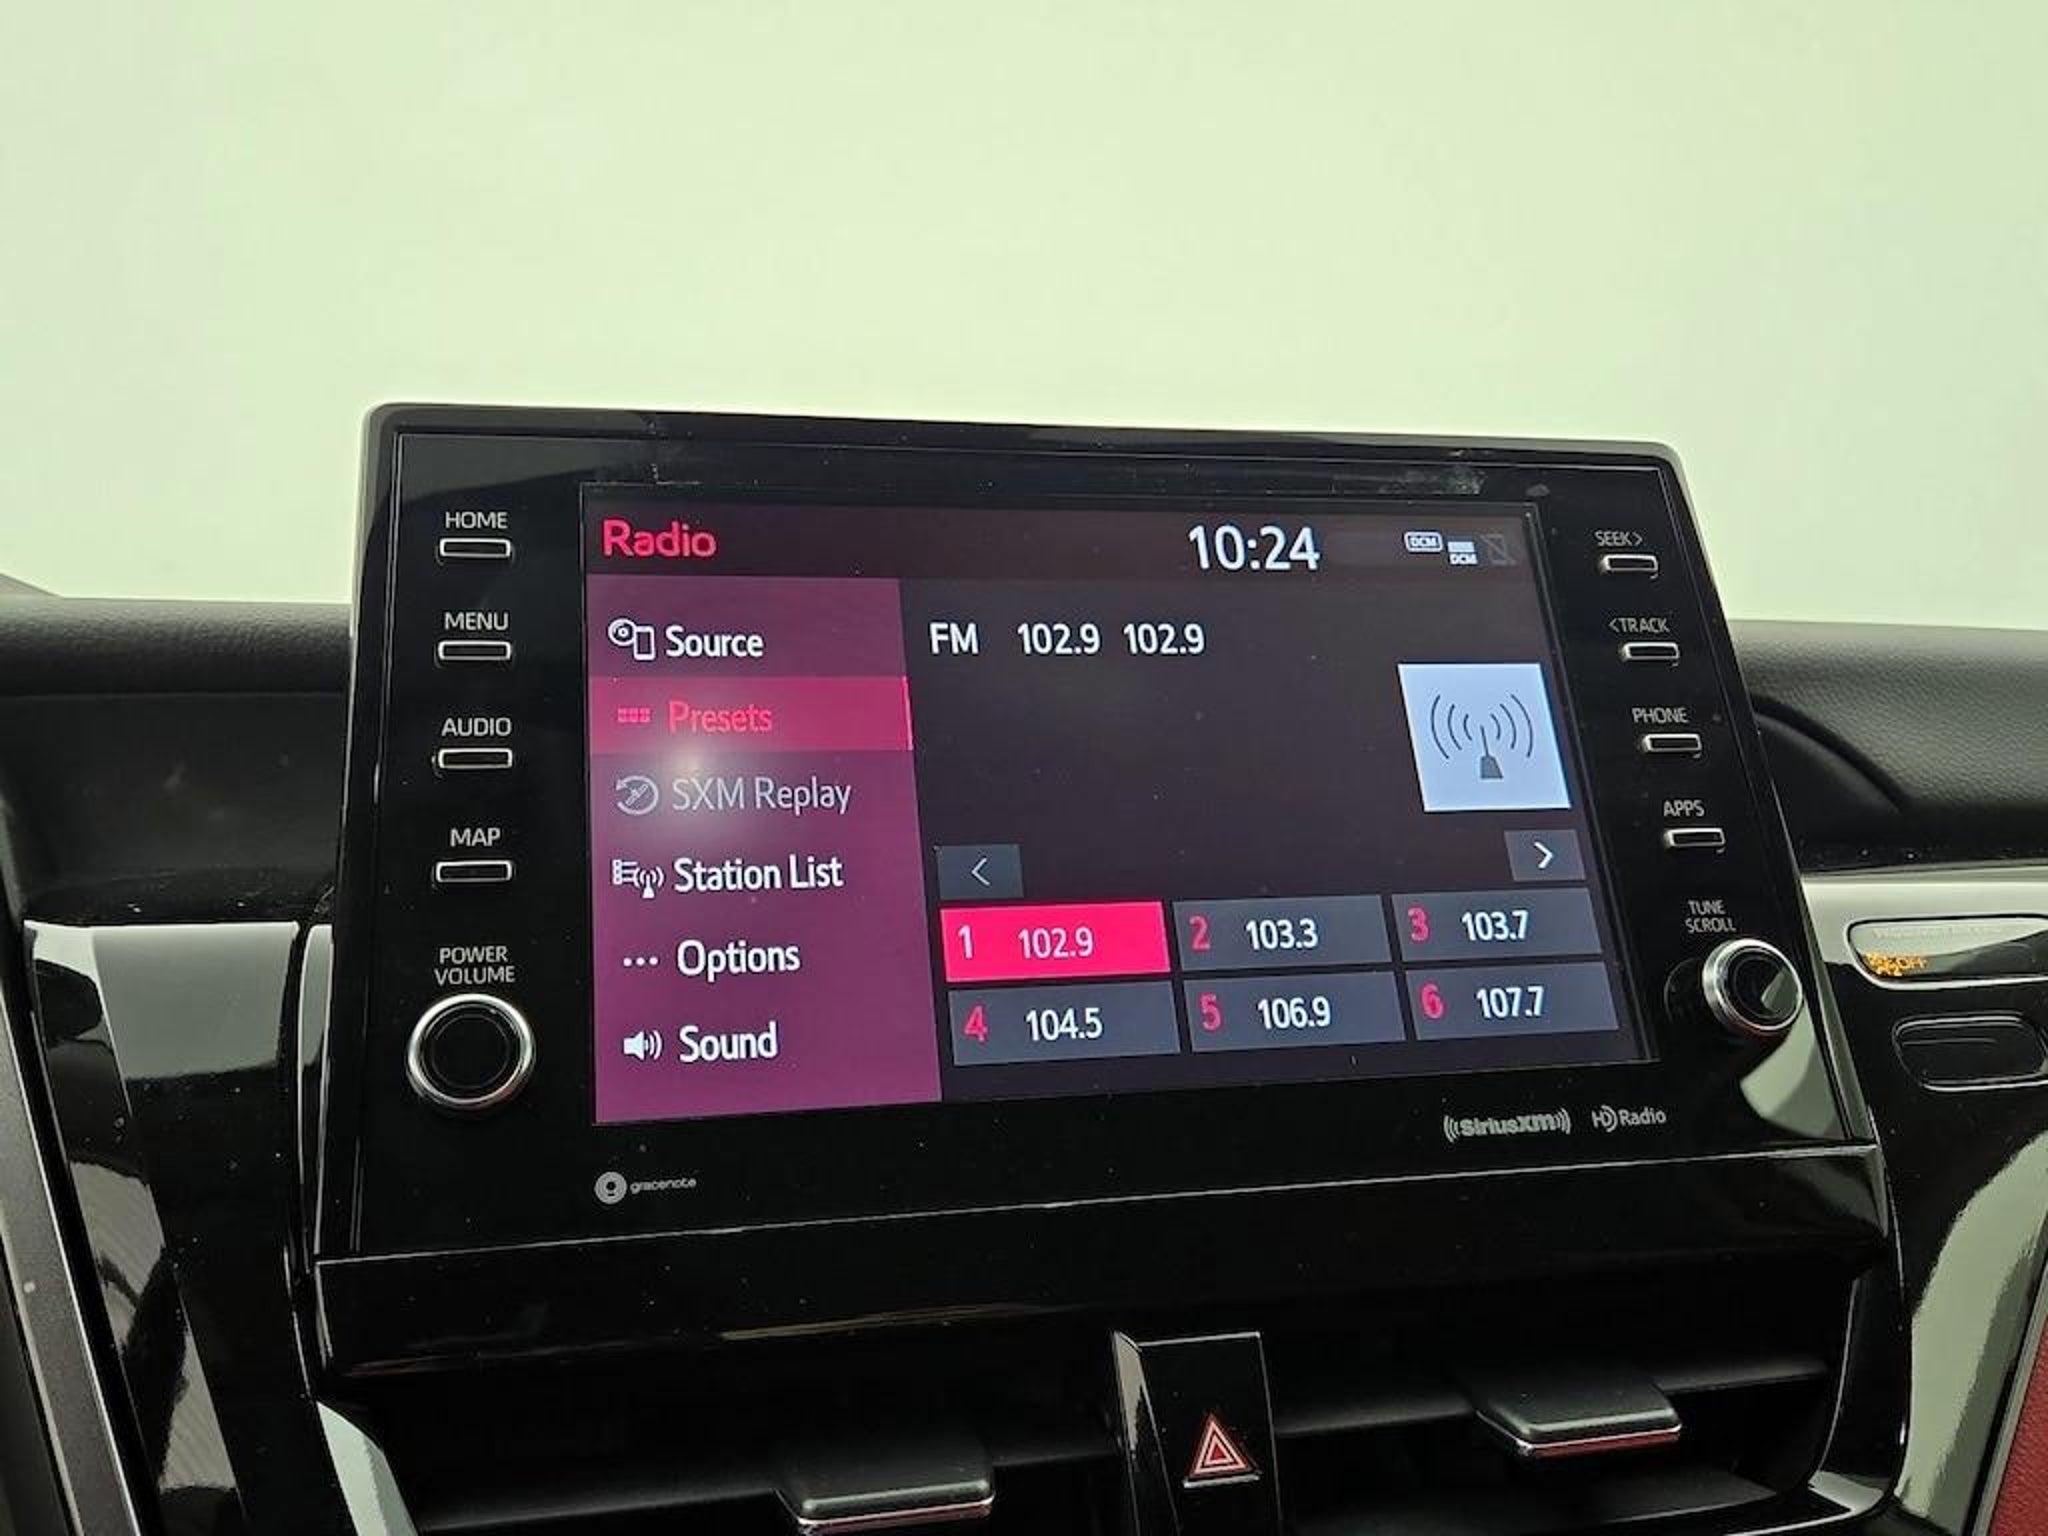 HOME
MENU
AUDIO
MAP
POWER
VOLUME
Radio
10:24
DCM
DCM
Source
Presets
SXM Replay
Station List
Options
Sound
FM 102.9 102.9
<
>
1 102.9
2 103.3
3 103.7
4 104.5
5 106.9
6 107.7
SEEK>
<TRACK
PHONE
APPS
TUNE
SCROLL
gracenote
((SiriusXM))
HD Radio
OFF